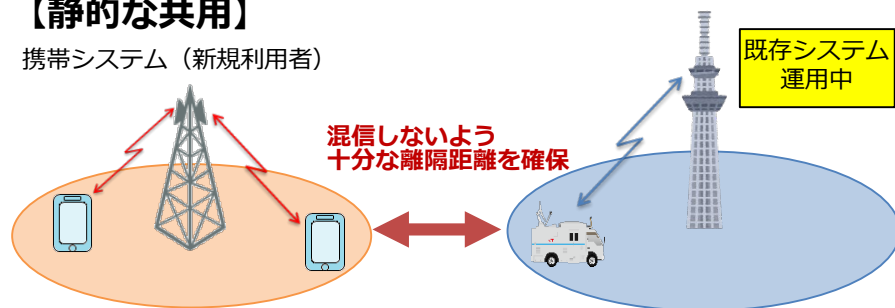 【静的な共用】
携帯システム（新規利用者）
既存システム
運用中
混信しないよう
十分な離隔距離を確保